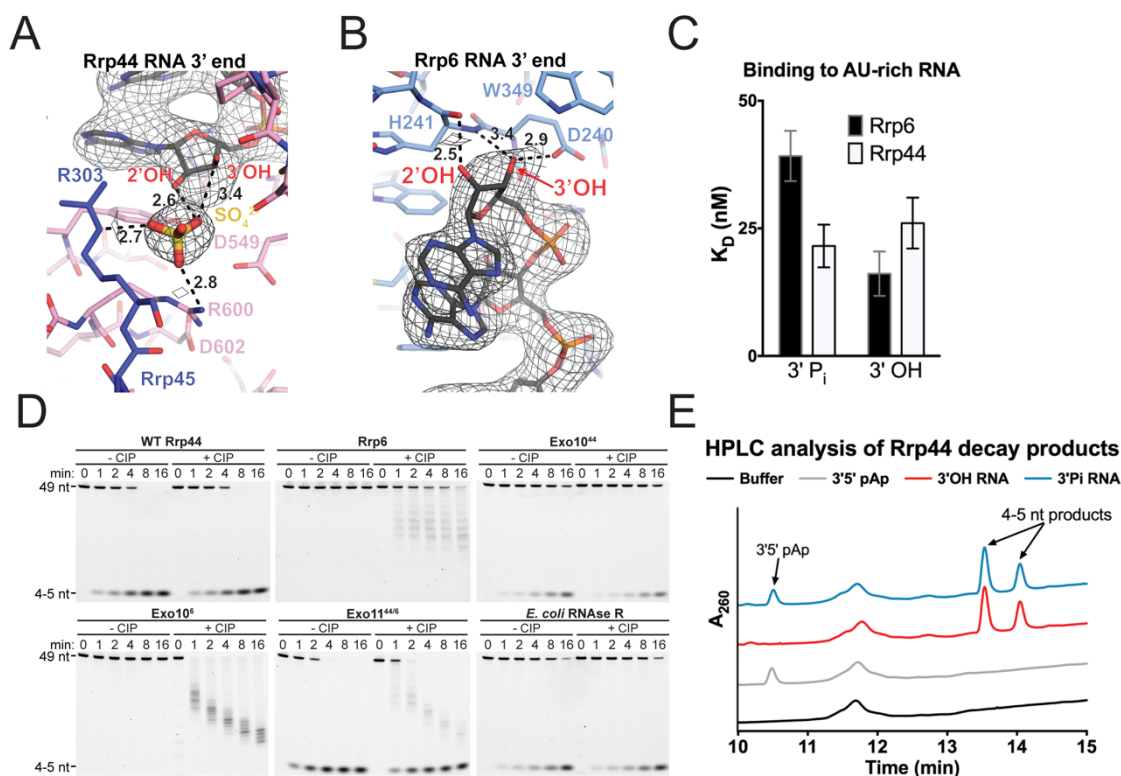 A
Rrp44 RNA 3' end
R303
2'OH
3'OH
2.6
3.4
SO₄²⁻
2.7
D549
2.8
R600
D602
Rrp45
B
Rrp6 RNA 3' end
W349
H241
3.4
D240
2.9
2.5
2'OH
3'OH
C
Binding to AU-rich RNA
50
25
0
K_D (nM)
Rrp6
Rrp44
3' Pᵢ
3' OH
D
WT Rrp44
- CIP + CIP
min: 0 1 2 4 8 16 0 1 2 4 8 16
49 nt
4-5 nt
Rrp6
- CIP + CIP
0 1 2 4 8 16 0 1 2 4 8 16
Exo10⁴⁴
- CIP + CIP
0 1 2 4 8 16 0 1 2 4 8 16
Exo10⁶
- CIP + CIP
min: 0 1 2 4 8 16 0 1 2 4 8 16
49 nt
4-5 nt
Exo11⁴⁴/⁶
- CIP + CIP
0 1 2 4 8 16 0 1 2 4 8 16
E. coli RNAse R
- CIP + CIP
0 1 2 4 8 16 0 1 2 4 8 16
E
HPLC analysis of Rrp44 decay products
Buffer 3'5' pAp 3'OH RNA 3'Pi RNA
4-5 nt products
3'5' pAp
A₂₆₀
10 11 12 13 14 15
Time (min)